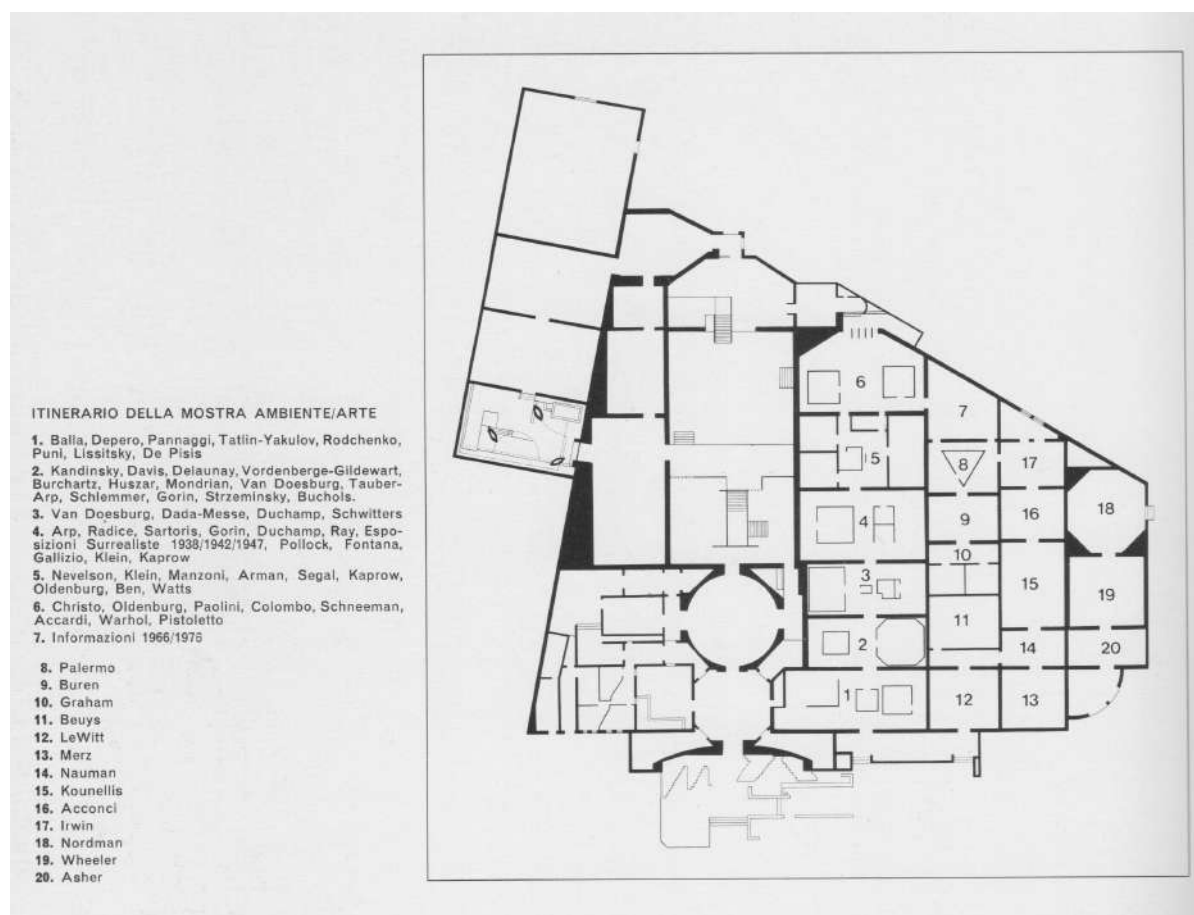 ITINERARIO DELLA MOSTRA AMBIENTE/ARTE
1. Balla, Depero, Pannaggi, Tatlin-Yakulov, Rodchenko,
Puni, Lissitsky, De Pisis
2. Kandinsky, Davis, Delaunay, Vordenberge-Gildewart,
Burchartz, Huszar, Mondrian, Van Doesburg, Tauber-
Arp, Schlemmer, Gorin, Strzeminsky, Buchols.
3. Van Doesburg, Dada-Messe, Duchamp, Schwitters
4. Arp, Radice, Sartoris, Gorin, Duchamp, Ray, Espo-
sizioni Surrealiste 1938/1942/1947, Pollock, Fontana,
Gallizio, Klein, Kaprow
5. Nevelson, Klein, Manzoni, Arman, Segal, Kaprow,
Oldenburg, Ben, Watts
6. Christo, Oldenburg, Paolini, Colombo, Schneeman,
Accardi, Warhol, Pistoletto
7. Informazioni 1966/1976
8. Palermo
9. Buren
10. Graham
11. Beuys
12. LeWitt
13. Merz
14. Nauman
15. Kounellis
16. Acconci
17. Irwin
18. Nordman
19. Wheeler
20. Asher
6
7
5
8
17
18
4
9
16
10
3
15
19
11
2
14
20
1
12
13